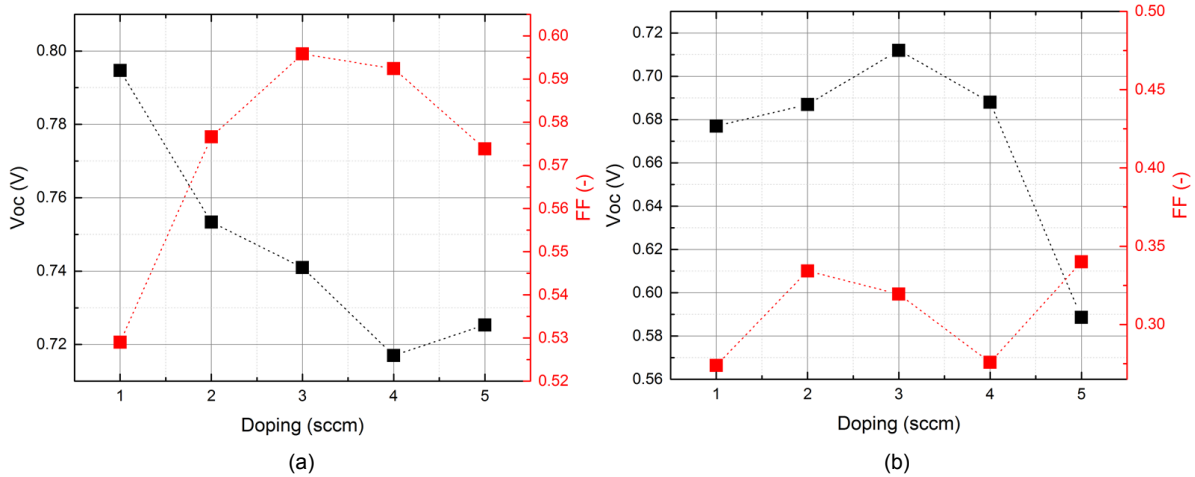 0.80
0.78
0.76
0.74
0.72
Voc (V)
0.60
0.59
0.58
0.57
0.56
0.55
0.54
0.53
0.52
FF (-)
1 2 3 4 5
Doping (sccm)
(a)
0.72
0.70
0.68
0.66
0.64
0.62
0.60
0.58
0.56
Voc (V)
0.50
0.45
0.40
0.35
0.30
FF (-)
1 2 3 4 5
Doping (sccm)
(b)